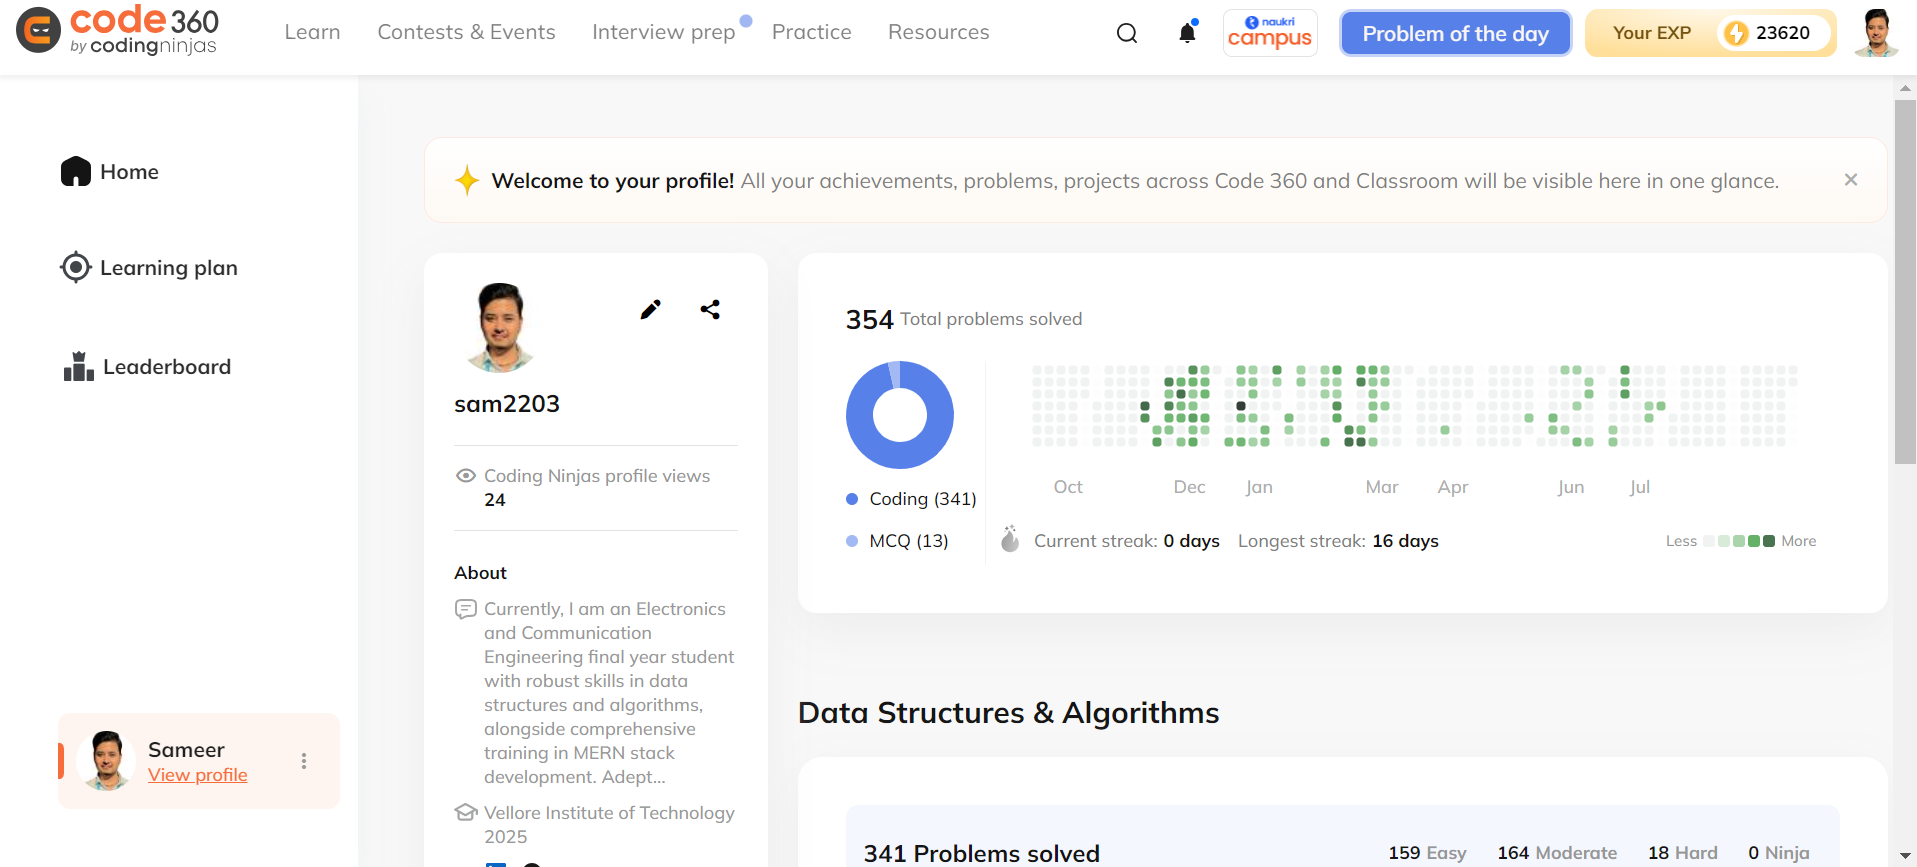 code 360
by codingninjas
Learn
Contests & Events
Interview prep
Practice
Resources
naukri
campus
Problem of the day
Your EXP
23620
Home
Learning plan
Leaderboard
Sameer
View profile
Welcome to your profile! All your achievements, problems, projects across Code 360 and Classroom will be visible here in one glance.
sam2203
Coding Ninjas profile views
24
About
Currently, I am an Electronics
and Communication
Engineering final year student
with robust skills in data
structures and algorithms,
alongside comprehensive
training in MERN stack
development. Adept...
Vellore Institute of Technology
2025
354 Total problems solved
Coding (341)
MCQ (13)
Oct Dec Jan Mar Apr Jun Jul
Current streak: 0 days Longest streak: 16 days
Less More
Data Structures & Algorithms
341 Problems solved
159 Easy 164 Moderate 18 Hard 0 Ninja